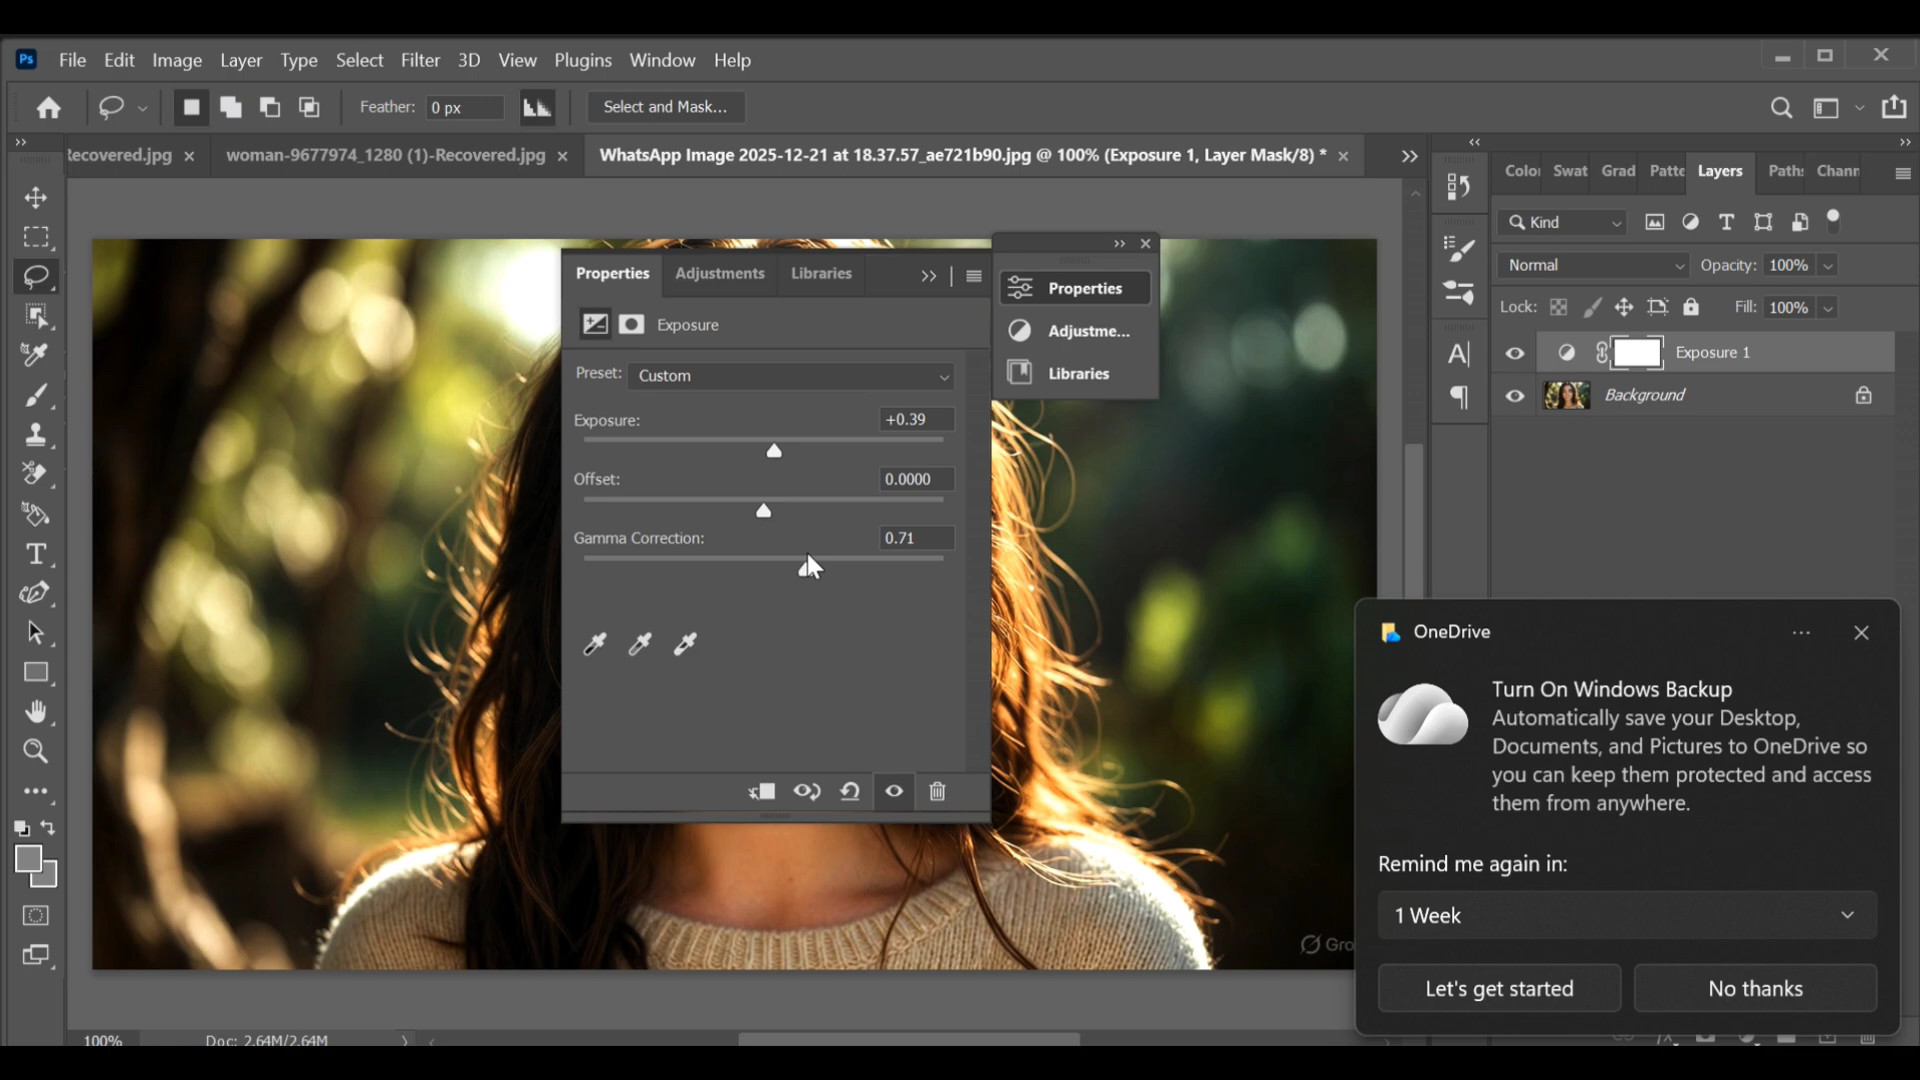 Ps File Edit Image Layer Type Select Filter 3D View Plugins Window Help
Feather: 0 px Select and Mask...
Recovered.jpg woman-9677974_1280 (1)-Recovered.jpg WhatsApp Image 2025-12-21 at 18.37.57_ae721b90.jpg @ 100% (Exposure 1, Layer Mask/8) *
Colo Swat Grad Patte Layers Paths Chann
Kind
Normal Opacity: 100%
Lock: Fill: 100%
Exposure 1
Background
Properties Adjustments Libraries
Exposure
Preset: Custom
Exposure: +0.39
Offset: 0.0000
Gamma Correction: 0.71
Properties
Adjustme...
Libraries
A|
OneDrive
Turn On Windows Backup
Automatically save your Desktop,
Documents, and Pictures to OneDrive so
you can keep them protected and access
them from anywhere.
Remind me again in:
1 Week
Let's get started No thanks
Gro
100% Doc: 2.64M/2.64M